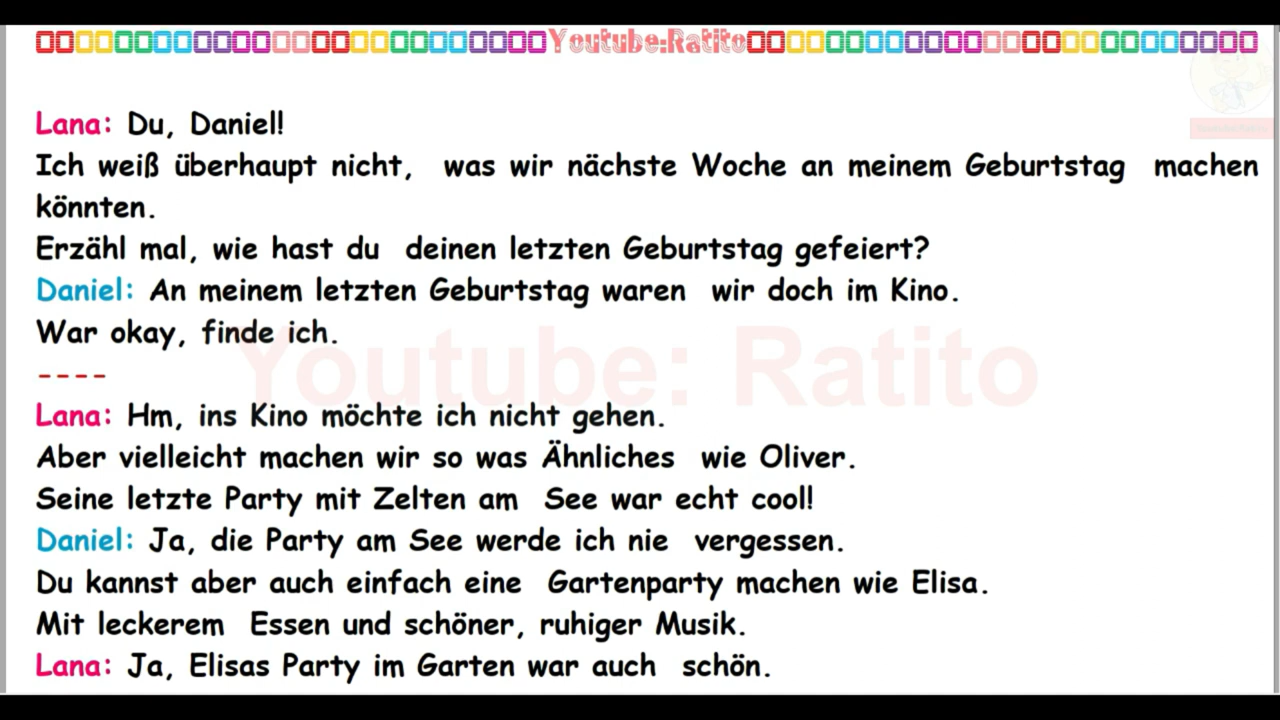 Youtube:Ratito
Lana: Du, Daniel!
Ich weiß überhaupt nicht, was wir nächste Woche an meinem Geburtstag machen
könnten.
Erzähl mal, wie hast du deinen letzten Geburtstag gefeiert?
Daniel: An meinem letzten Geburtstag waren wir doch im Kino.
War okay, finde ich.
Youtube: Ratito
----
Lana: Hm, ins Kino möchte ich nicht gehen.
Aber vielleicht machen wir so was Ähnliches wie Oliver.
Seine letzte Party mit Zelten am See war echt cool!
Daniel: Ja, die Party am See werde ich nie vergessen.
Du kannst aber auch einfach eine Gartenparty machen wie Elisa.
Mit leckerem Essen und schöner, ruhiger Musik.
Lana: Ja, Elisas Party im Garten war auch schön.